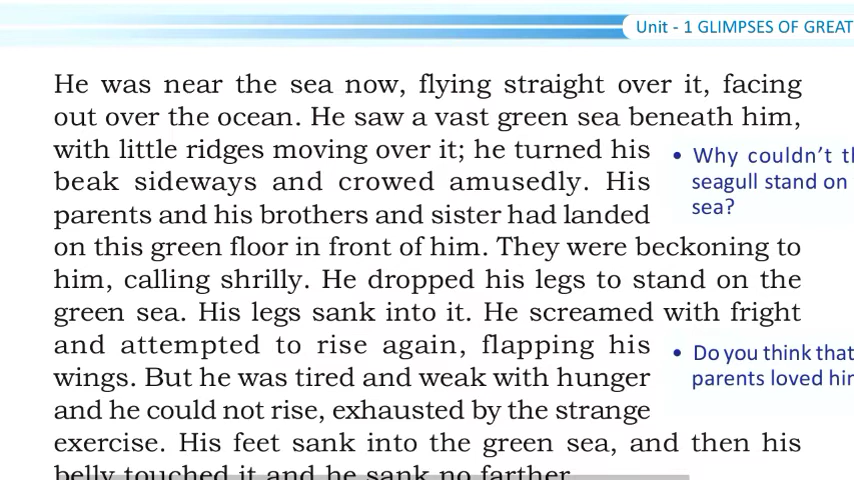 Unit - 1 GLIMPSES OF GREAT
He was near the sea now, flying straight over it, facing
out over the ocean. He saw a vast green sea beneath him,
with little ridges moving over it; he turned his
beak sideways and crowed amusedly. His
parents and his brothers and sister had landed
on this green floor in front of him. They were beckoning to
him, calling shrilly. He dropped his legs to stand on the
green sea. His legs sank into it. He screamed with fright
and attempted to rise again, flapping his
wings. But he was tired and weak with hunger
and he could not rise, exhausted by the strange
exercise. His feet sank into the green sea, and then his
belly touched it and he sank no farther.
• Why couldn't
seagull stand on
sea?
• Do you think that
parents loved